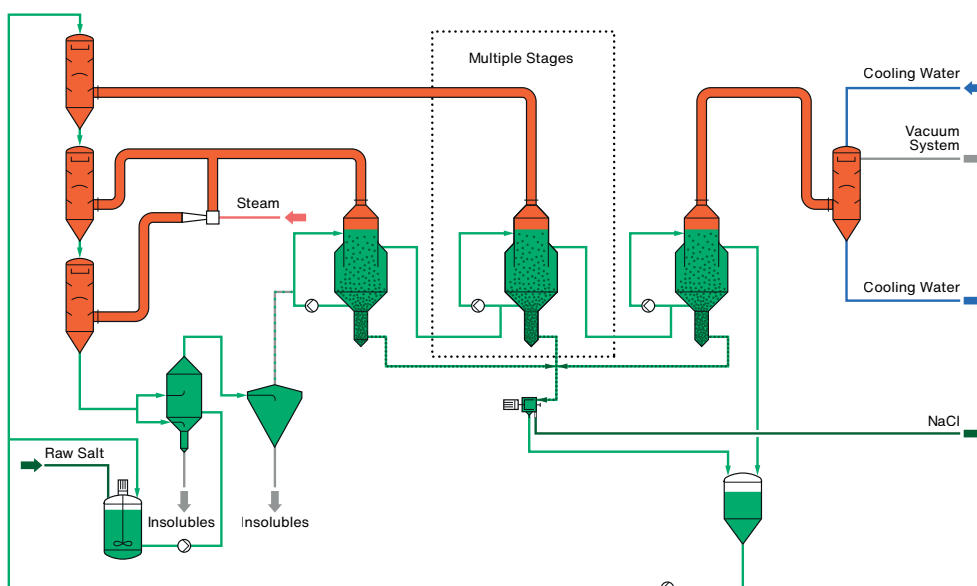 Multiple Stages
Cooling Water
Vacuum
System
Steam
Cooling Water
NaCl
Raw Salt
Insolubles
Insolubles